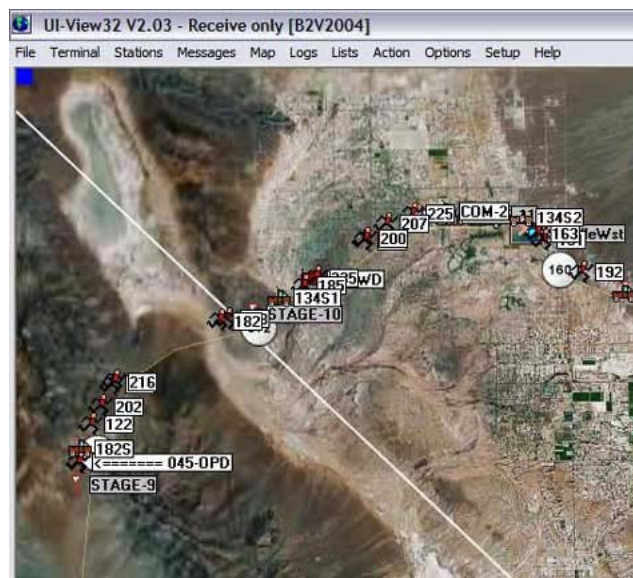 UI-View32 V2.03 - Receive only [B2V2004]
File Terminal Stations Messages Map Logs Lists Action Options Setup Help
225 COM-2
134S2
207
163
200
160
192
185
134S1
STAGE-10
182
216
202
122
182S
<======= 045-OPD
STAGE-9